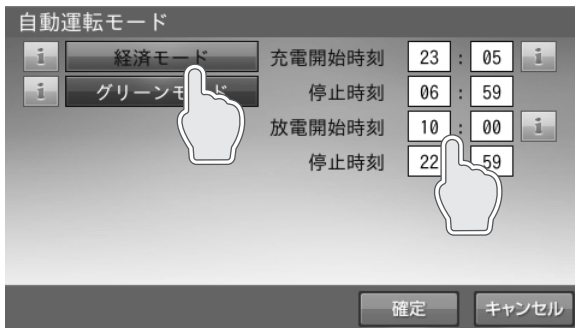 自動運転モード
i 経済モード 充電開始時刻 23 : 05 i
i グリーンモード 停止時刻 06 : 59
放電開始時刻 10 : 00 i
停止時刻 22 59
確定 キャンセル